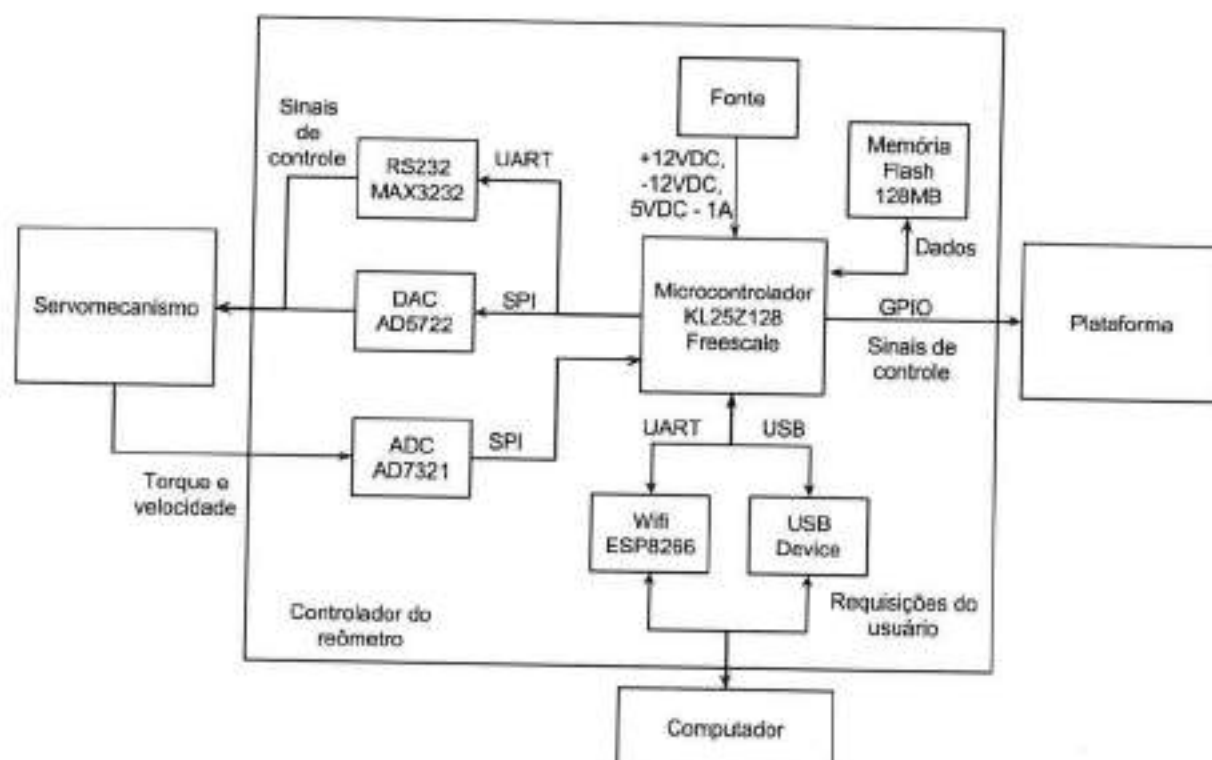 Fonte
Sinais
de
controle
RS232
MAX3232
UART
+12VDC,
-12VDC,
5VDC - 1A
Memória
Flash
128MB
Dados
Servomecanismo
DAC
AD5722
SPI
Microcontrolador
KL25Z128
Freescale
GPIO
Sinais de
controle
Plataforma
ADC
AD7321
SPI
Torque e
velocidade
UART
USB
Wifi
ESP8266
USB
Device
Controlador do
reômetro
Requisições do
usuário
Computador